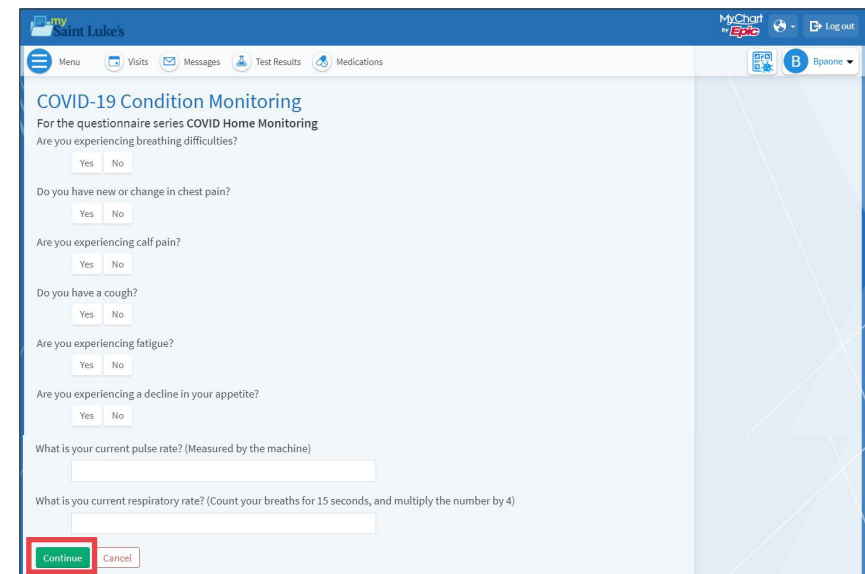 my
Saint Luke's
MyChart
by Epic
Log out
Menu
Visits
Messages
Test Results
Medications
B
Bpaone
COVID-19 Condition Monitoring
For the questionnaire series COVID Home Monitoring
Are you experiencing breathing difficulties?
Yes No
Do you have new or change in chest pain?
Yes No
Are you experiencing calf pain?
Yes No
Do you have a cough?
Yes No
Are you experiencing fatigue?
Yes No
Are you experiencing a decline in your appetite?
Yes No
What is your current pulse rate? (Measured by the machine)
What is you current respiratory rate? (Count your breaths for 15 seconds, and multiply the number by 4)
Continue Cancel